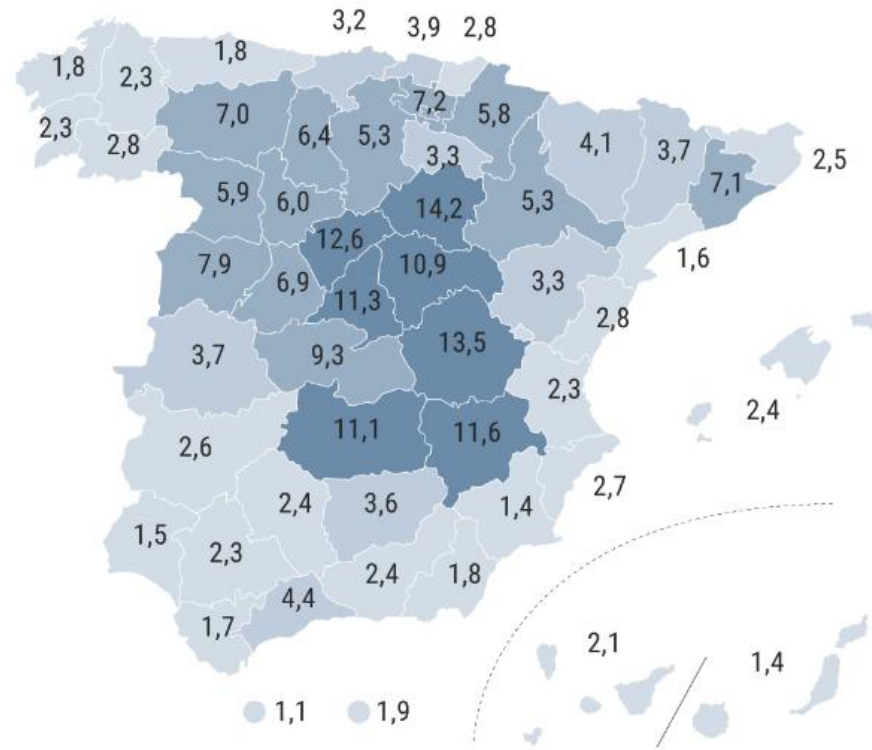 3,2 3,9 2,8
1,8 2,3 1,8
7,0 6,4 5,3 7,2 5,8
2,3 2,8 3,3 4,1 3,7 2,5
5,9 6,0 14,2 5,3 7,1
12,6
7,9 6,9 11,3 10,9 3,3 1,6
2,8
3,7 9,3 13,5
2,3 2,4
2,6 11,1 11,6
2,7
1,5 2,4 3,6 1,4
2,3 2,4 1,8
1,7 4,4
2,1 1,4
1,1 1,9